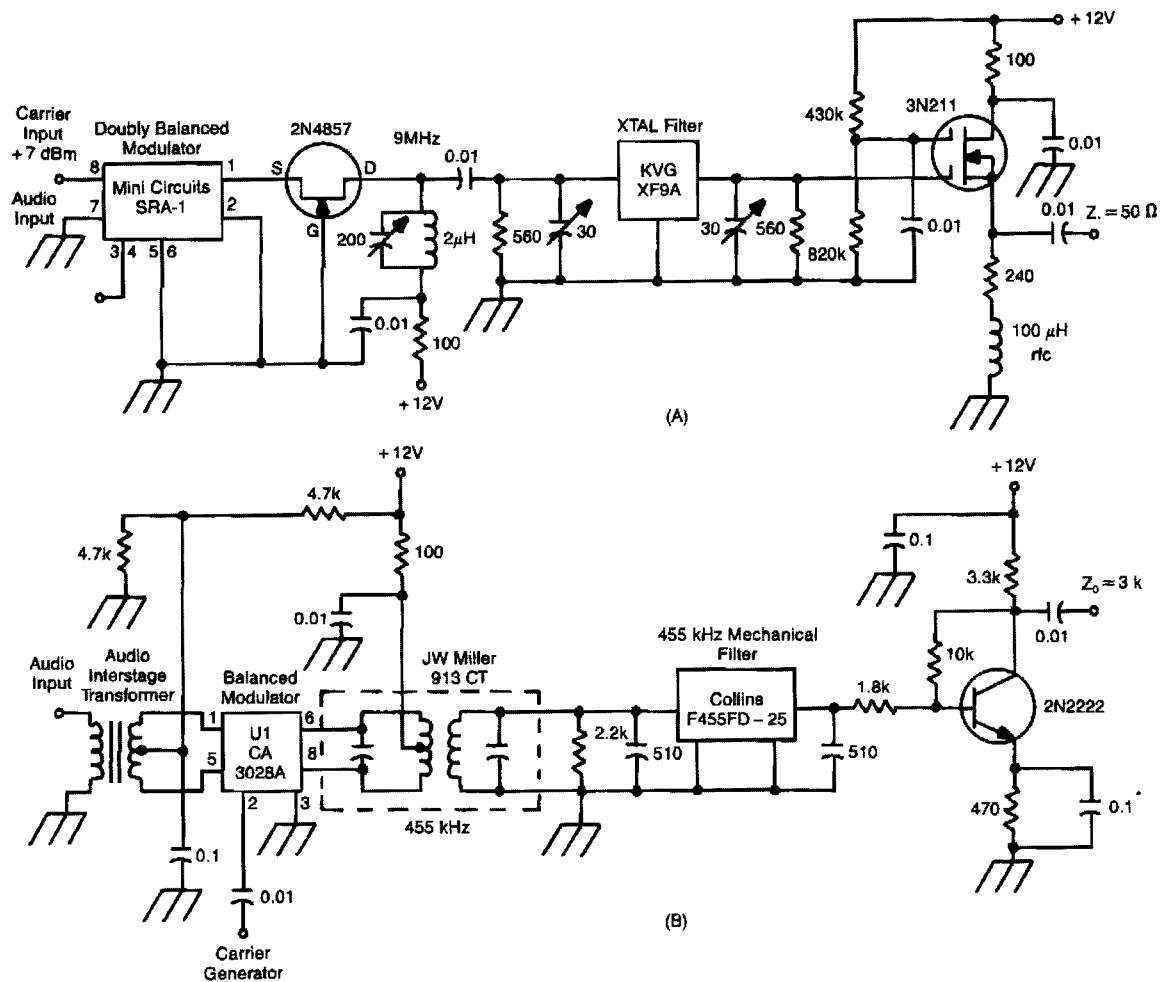 +12V
100
Carrier
Input
+7 dBm
Doubly Balanced
Modulator
2N4857
9MHz
0.01
XTAL Filter
430k
3N211
0.01
8
1
S
D
Mini Circuits
SRA-1
KVG
XF9A
Audio
Input
7
2
G
200
2μH
560
30
30
560
820k
0.01
0.01
Z. = 50 Ω
3
4
5
6
0.01
100
240
100 μH
rfc
+12V
(A)
+12V
4.7k
4.7k
100
0.01
+12V
0.1
3.3k
Zo ≈ 3 k
0.01
Audio
Input
Audio
Interstage
Transformer
Balanced
Modulator
JW Miller
913 CT
455 kHz Mechanical
Filter
10k
1
6
U1
CA
3028A
5
8
2
3
2.2k
510
Collins
F455FD – 25
1.8k
510
2N2222
455 kHz
470
0.1
0.1
0.01
(B)
Carrier
Generator